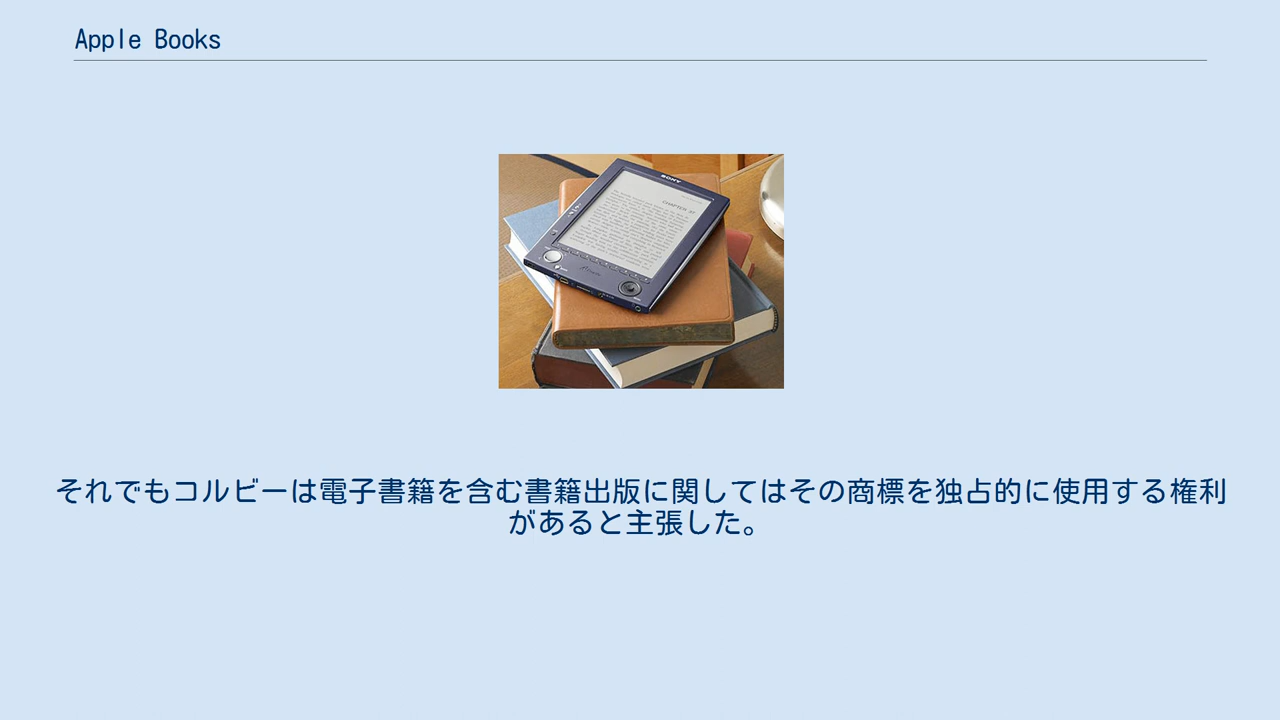 Apple Books
SONY
CHAPTER
それでもコルビーは電子書籍を含む書籍出版に関してはその商標を独占的に使用する権利
があると主張した。